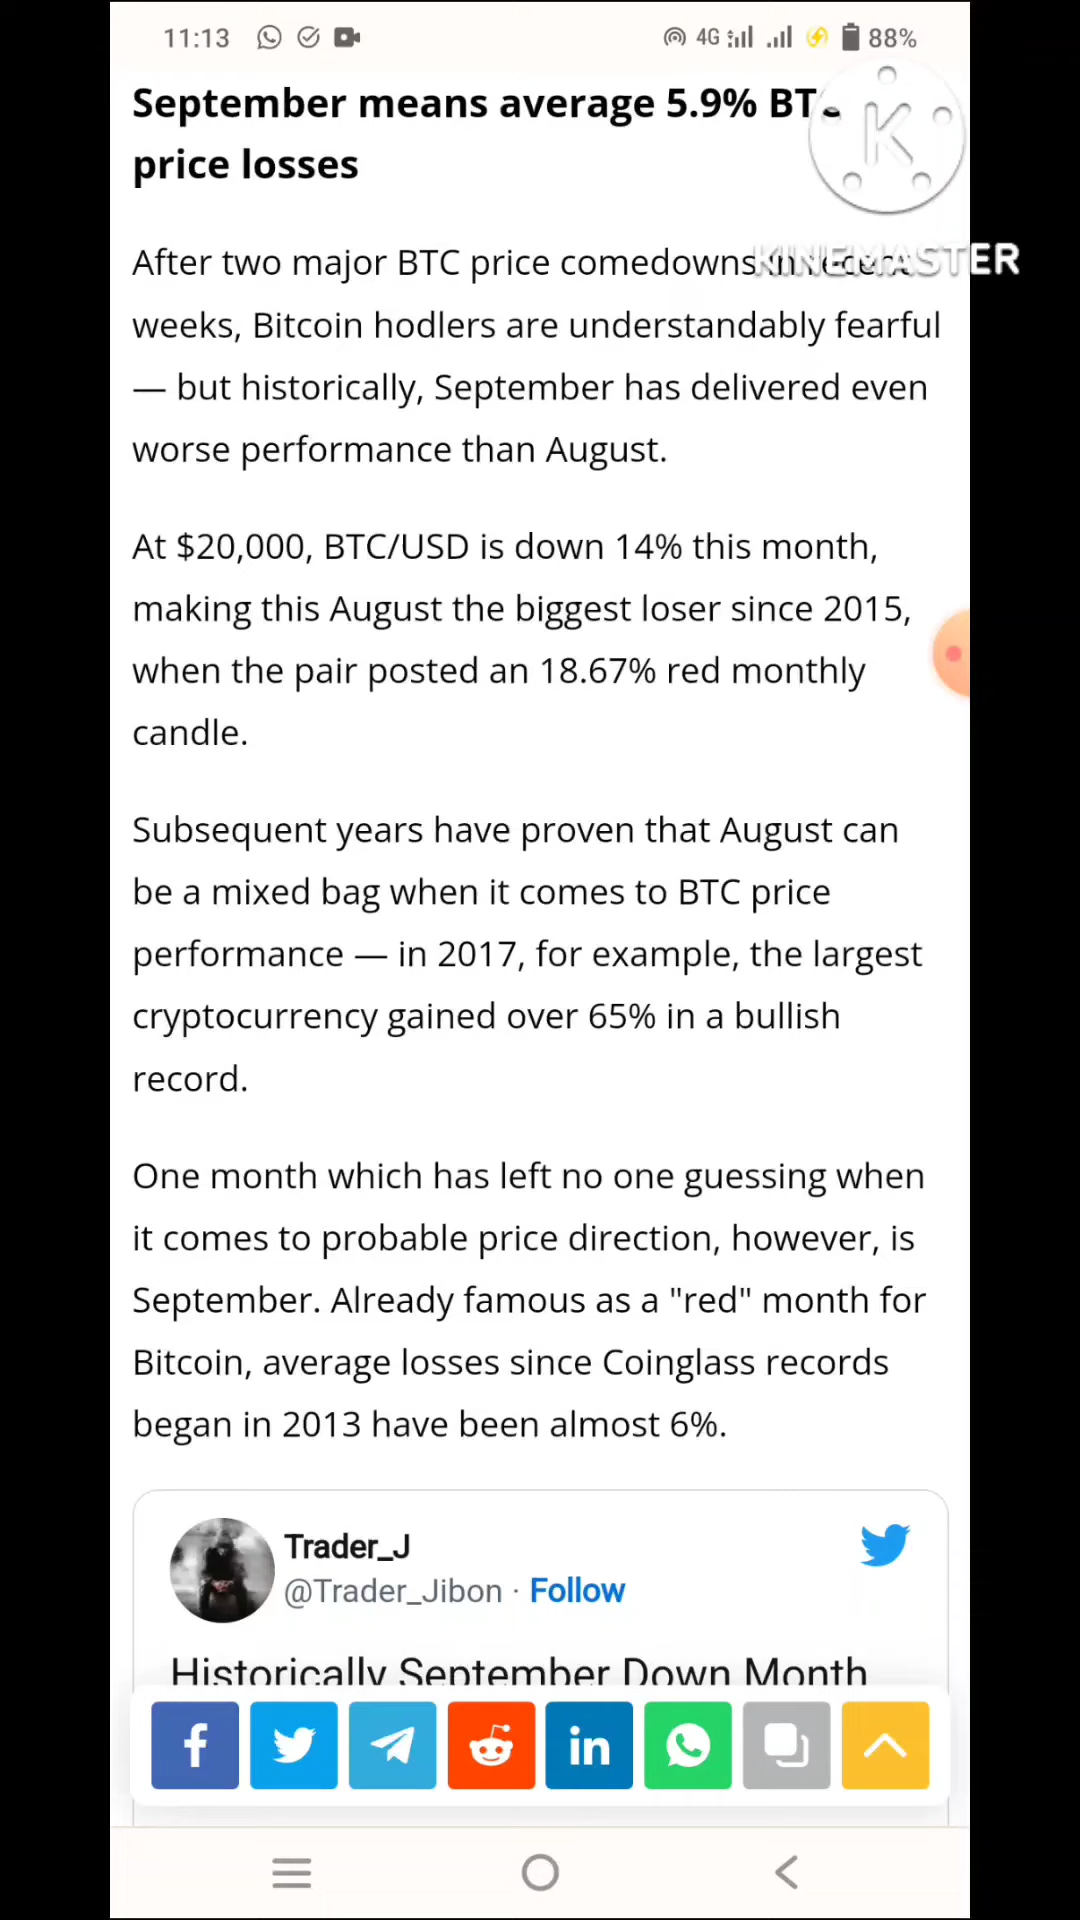 11:13 4G 88%
September means average 5.9% BTC
price losses
K
KINEMASTER
After two major BTC price comedowns in recent
weeks, Bitcoin hodlers are understandably fearful
— but historically, September has delivered even
worse performance than August.
At $20,000, BTC/USD is down 14% this month,
making this August the biggest loser since 2015,
when the pair posted an 18.67% red monthly
candle.
Subsequent years have proven that August can
be a mixed bag when it comes to BTC price
performance — in 2017, for example, the largest
cryptocurrency gained over 65% in a bullish
record.
One month which has left no one guessing when
it comes to probable price direction, however, is
September. Already famous as a "red" month for
Bitcoin, average losses since Coinglass records
began in 2013 have been almost 6%.
Trader_J
@Trader_Jibon · Follow
Historically September Down Month
f in